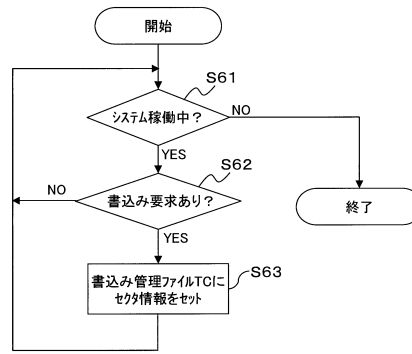 開始
S61
システム稼働中？
NO
YES
S62
NO
書込み要求あり？
終了
YES
S63
書込み管理ファイルTCに
セクタ情報をセット